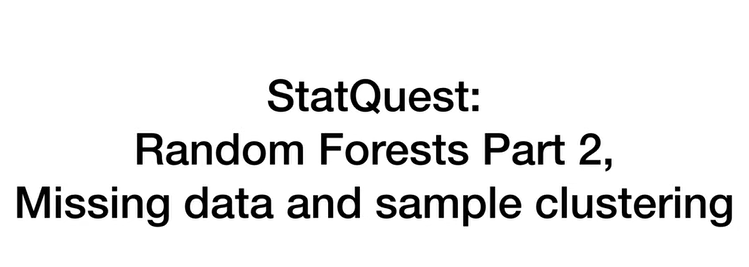 StatQuest:
Random Forests Part 2,
Missing data and sample clustering